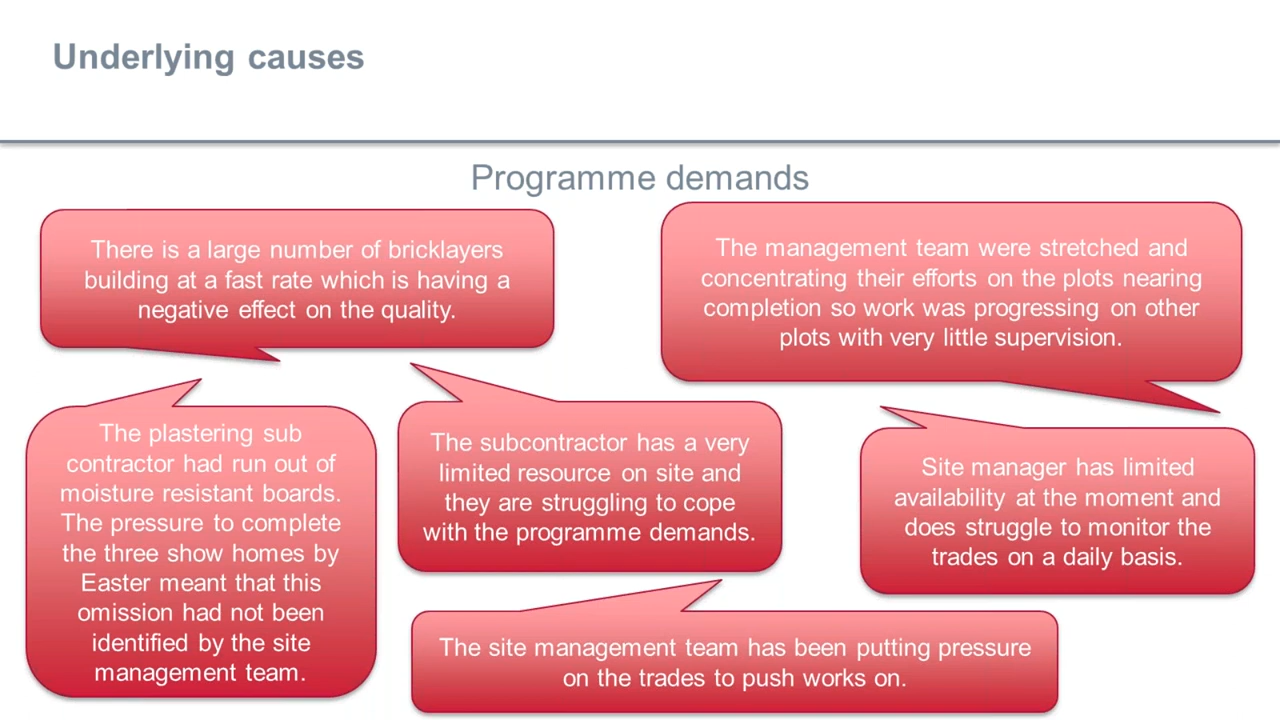 Underlying causes
Programme demands
There is a large number of bricklayers
building at a fast rate which is having a
negative effect on the quality.
The management team were stretched and
concentrating their efforts on the plots nearing
completion so work was progressing on other
plots with very little supervision.
The plastering sub
contractor had run out of
moisture resistant boards.
The pressure to complete
the three show homes by
Easter meant that this
omission had not been
identified by the site
management team.
The subcontractor has a very
limited resource on site and
they are struggling to cope
with the programme demands.
Site manager has limited
availability at the moment and
does struggle to monitor the
trades on a daily basis.
The site management team has been putting pressure
on the trades to push works on.